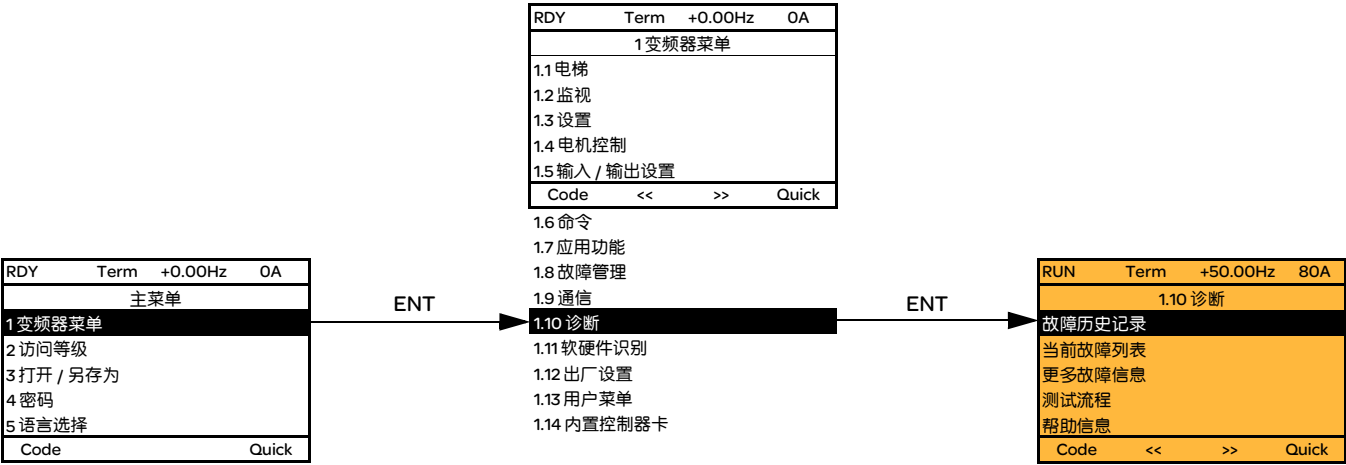 RDY Term +0.00Hz 0A
主菜单
1 变频器菜单
2 访问等级
3 打开 / 另存为
4 密码
5 语言选择
Code Quick
ENT
RDY Term +0.00Hz 0A
1 变频器菜单
1.1 电梯
1.2 监视
1.3 设置
1.4 电机控制
1.5 输入 / 输出设置
Code << >> Quick
1.6 命令
1.7 应用功能
1.8 故障管理
1.9 通信
1.10 诊断
1.11 软硬件识别
1.12 出厂设置
1.13 用户菜单
1.14 内置控制器卡
ENT
RUN Term +50.00Hz 80A
1.10 诊断
故障历史记录
当前故障列表
更多故障信息
测试流程
帮助信息
Code << >> Quick